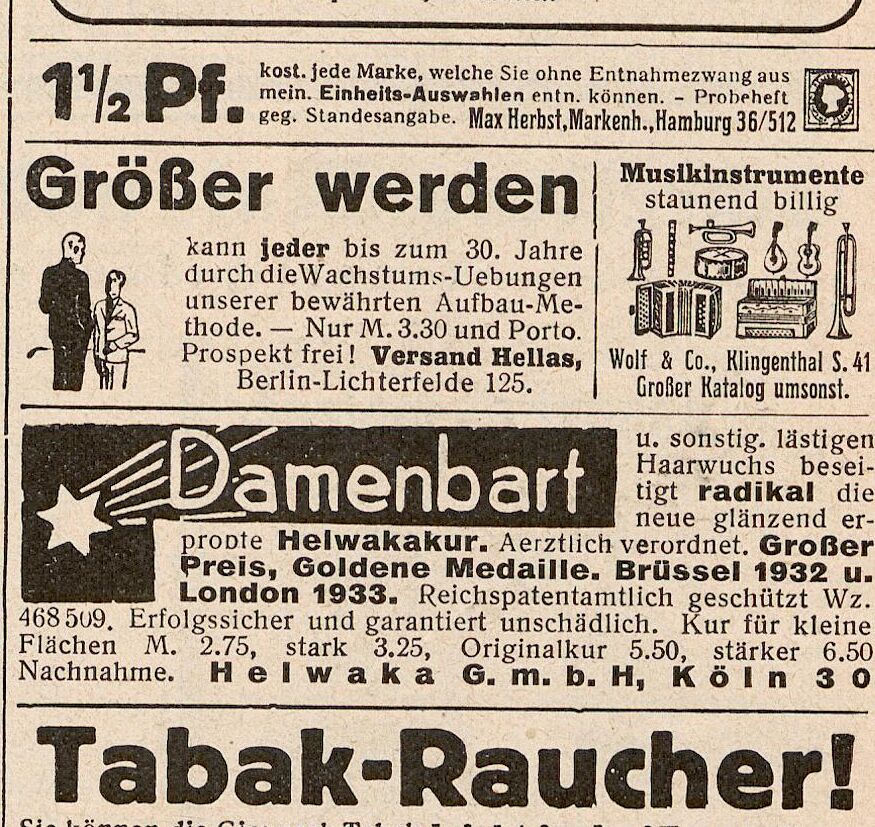 1½ Pf.
kost. jede Marke, welche Sie ohne Entnahmezwang aus
mein. Einheits-Auswahlen entn. können. – Probeheft
geg. Standesangabe. Max Herbst, Markenh., Hamburg 36/512
Größer werden
kann jeder bis zum 30. Jahre
durch die Wachstums-Uebungen
unserer bewährten Aufbau-Me-
thode. — Nur M. 3.30 und Porto.
Prospekt frei! Versand Hellas,
Berlin-Lichterfelde 125.
Musikinstrumente
staunend billig
Wolf & Co., Klingenthal S. 41
Großer Katalog umsonst.
Damenbart
u. sonstig. lästigen
Haarwuchs besei-
tigt radikal die
neue glänzend er-
probte Helwakakur. Aerztlich verordnet. Großer
Preis, Goldene Medaille. Brüssel 1932 u.
London 1933. Reichspatentamtlich geschützt Wz.
468 509. Erfolgssicher und garantiert unschädlich. Kur für kleine
Flächen M. 2.75, stark 3.25, Originalkur 5.50, stärker 6.50
Nachnahme. Helwaka G. m. b. H, Köln 30
Tabak-Raucher!
Sie können die